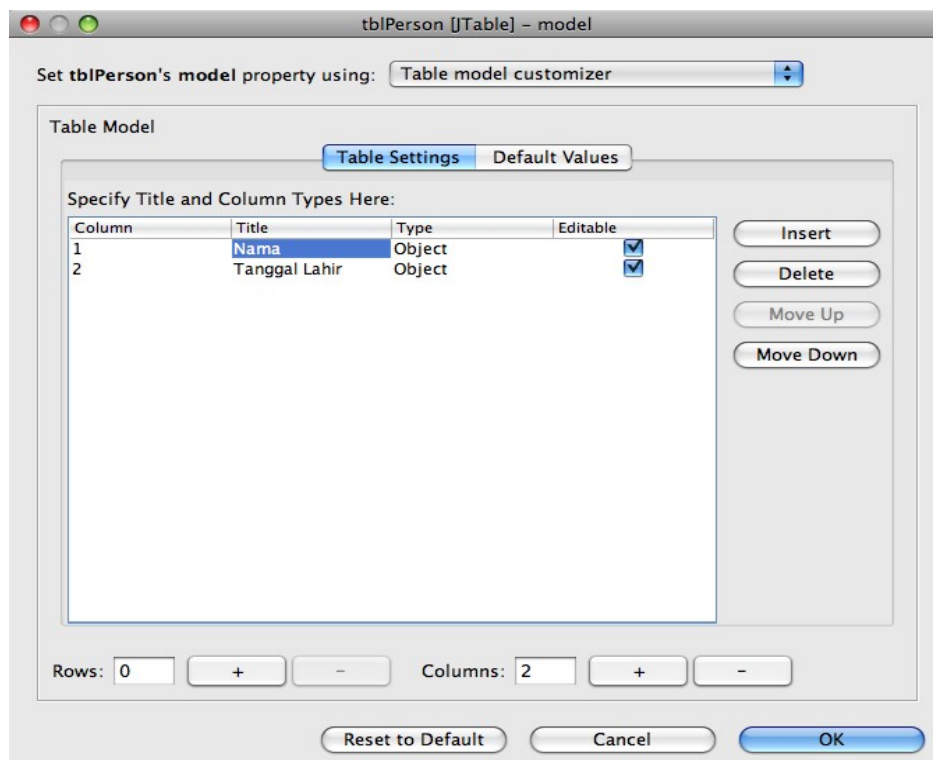 tblPerson [JTable] – model
Set tblPerson's model property using: Table model customizer
Table Model
Table Settings Default Values
Specify Title and Column Types Here:
Column Title Type Editable
1 Nama Object
2 Tanggal Lahir Object
Insert
Delete
Move Up
Move Down
Rows: 0 + – Columns: 2 + –
Reset to Default Cancel OK